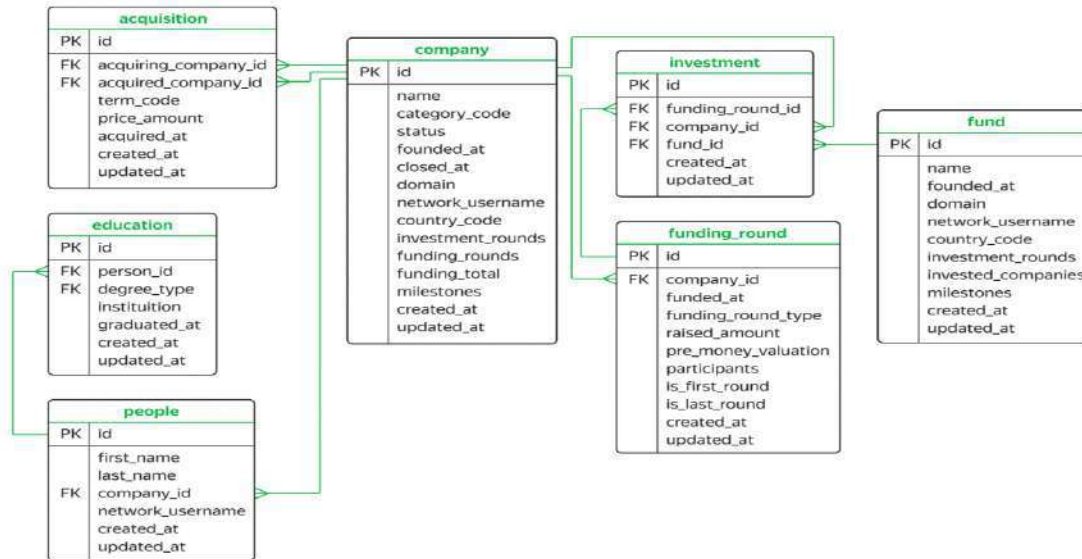 acquisition
PK id
FK acquiring_company_id
FK acquired_company_id
term_code
price_amount
acquired_at
created_at
updated_at
education
PK id
FK person_id
FK degree_type
instituition
graduated_at
created_at
updated_at
people
PK id
first_name
last_name
FK company_id
network_username
created_at
updated_at
company
PK id
name
category_code
status
founded_at
closed_at
domain
network_username
country_code
investment_rounds
funding_rounds
funding_total
milestones
created_at
updated_at
investment
PK id
FK funding_round_id
FK company_id
FK fund_id
created_at
updated_at
funding_round
PK id
FK company_id
funded_at
funding_round_type
raised_amount
pre_money_valuation
participants
is_first_round
is_last_round
created_at
updated_at
fund
PK id
name
founded_at
domain
network_username
country_code
investment_rounds
invested_companies
milestones
created_at
updated_at